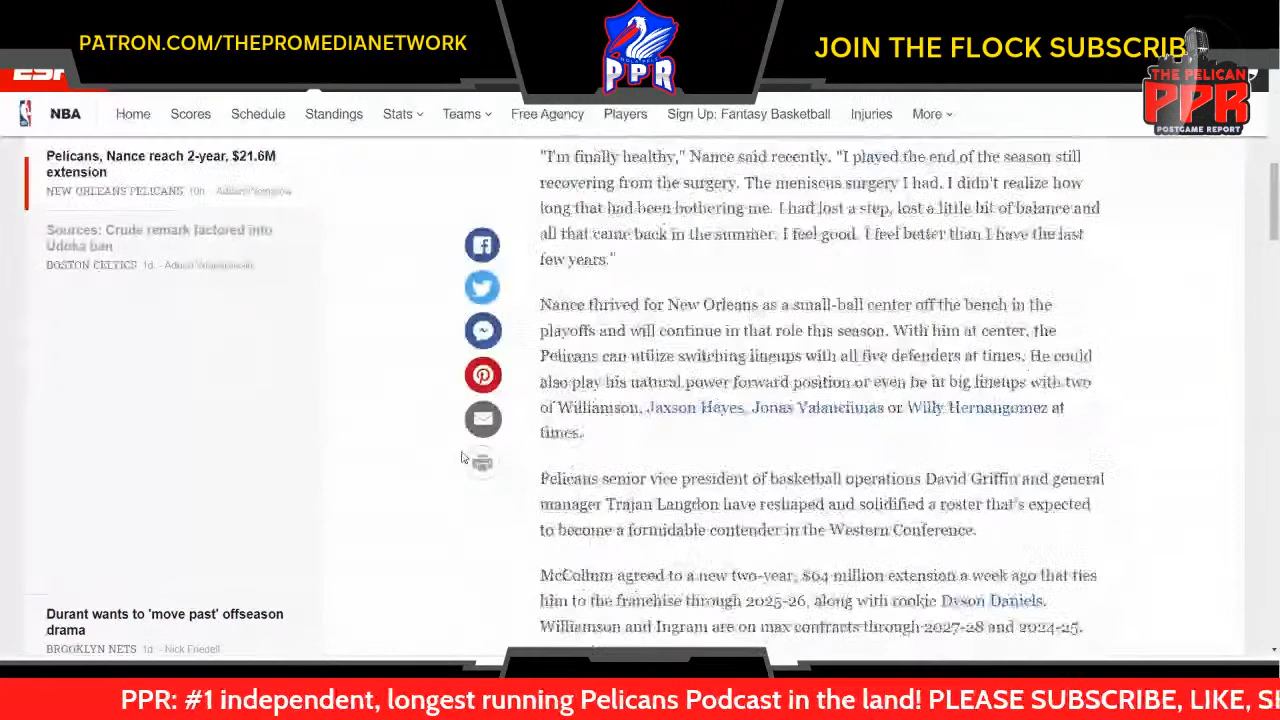 PATRON.COM/THEPROMEDIANETWORK
PPR
JOIN THE FLOCK SUBSCRIB
THE PELICAN
PPR
POSTGAME REPORT
NBA
Home Scores Schedule Standings Stats Teams Free Agency Players Sign Up: Fantasy Basketball Injuries More
Pelicans, Nance reach 2-year, $21.6M
extension
NEW ORLEANS PELICANS 10h
Sources: Crude remark factored into
Udoka ban
BOSTON CELTICS 1d
Durant wants to 'move past' offseason
drama
BROOKLYN NETS 1d - Nick Friedell
"I'm finally healthy," Nance said recently. "I played the end of the season still
recovering from the surgery. The meniscus surgery I had, I didn't realize how
long that had been bothering me. I had lost a step, lost a little bit of balance and
all that came back in the summer. I feel good. I feel better than I have the last
few years."
Nance thrived for New Orleans as a small-ball center off the bench in the
playoffs and will continue in that role this season. With him at center, the
Pelicans can utilize switching lineups with all five defenders at times. He could
also play his natural power forward position or even be in big lineups with two
of Williamson, Jaxson Hayes, Jonas Valanciunas or Willy Hernangomez at
times.
Pelicans senior vice president of basketball operations David Griffin and general
manager Trajan Langdon have reshaped and solidified a roster that's expected
to become a formidable contender in the Western Conference.
McCollum agreed to a new two-year, $64 million extension a week ago that ties
him to the franchise through 2025-26, along with rookie Dyson Daniels.
Williamson and Ingram are on max contracts through 2027-28 and 2024-25,
PPR: #1 independent, longest running Pelicans Podcast in the land! PLEASE SUBSCRIBE, LIKE, S